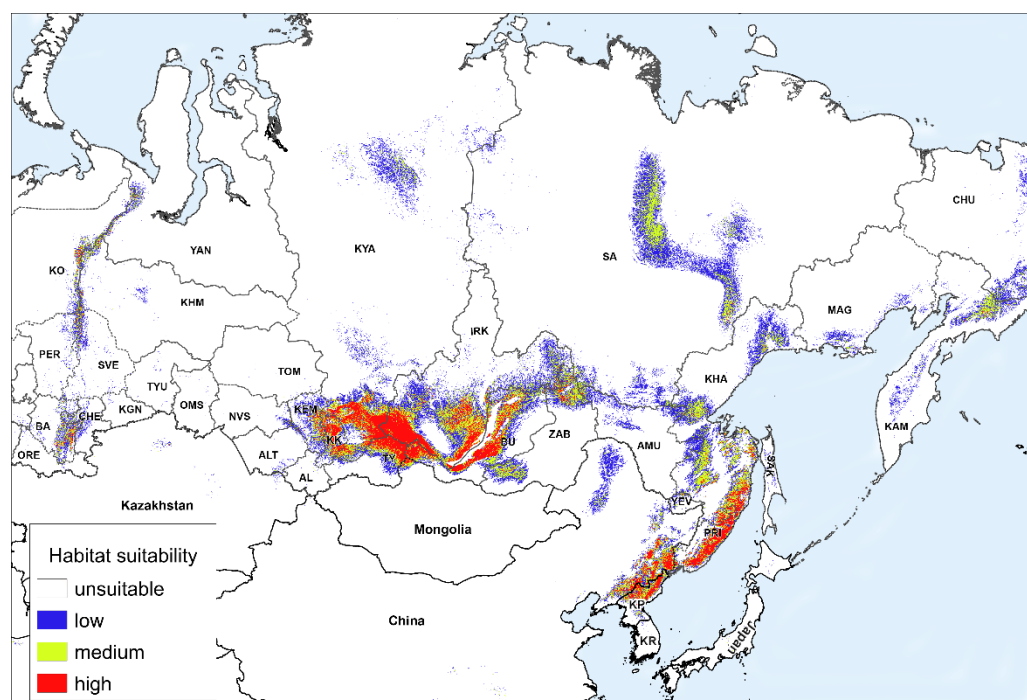 CHU
YAN
KYA
SA
KO
KHM
MAG
IRK
PER
SVE
TOM
KHA
TYU
KAM
KGN
OMS
NVS
KEM
BA
CHE
ZAB
AMU
KK
BU
ORE
ALT
TY
SAK
AL
YEV
Kazakhstan
Mongolia
PRI
Habitat suitability
unsuitable
low
medium
high
KP
China
KR
Japan